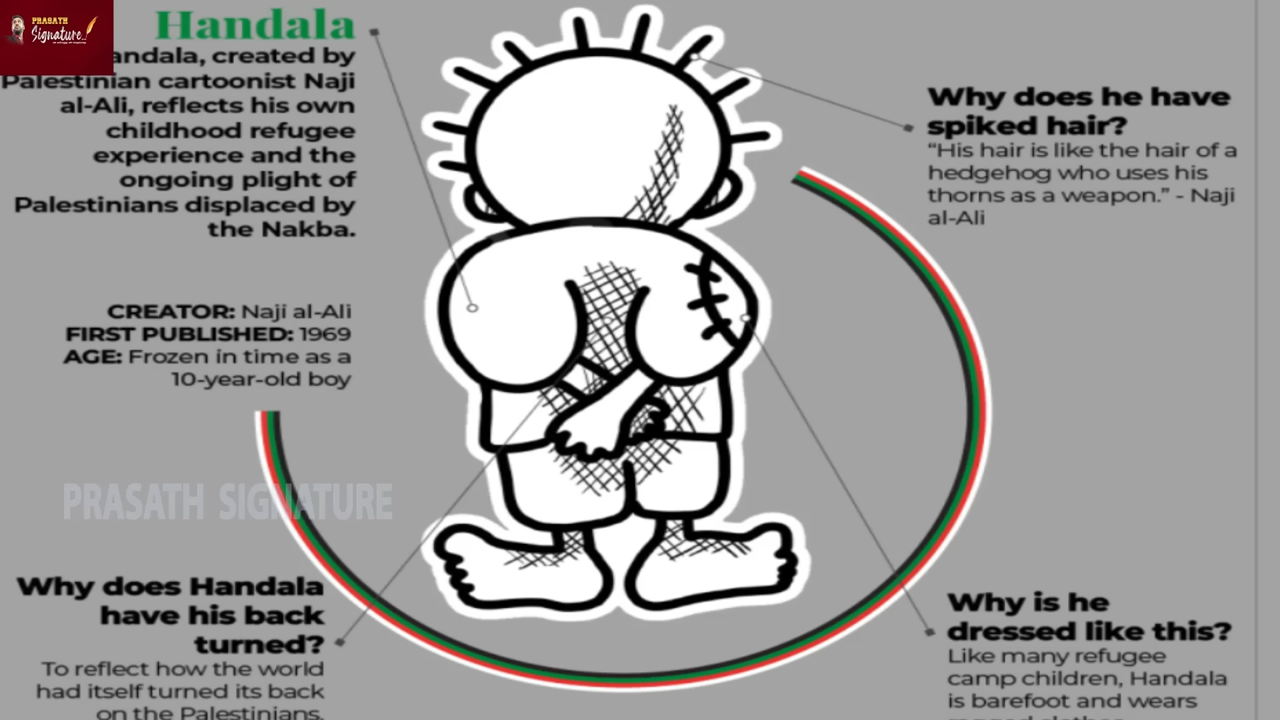 PRASATH
Signature
Handala
andala, created by
Palestinian cartoonist Naji
al-Ali, reflects his own
childhood refugee
experience and the
ongoing plight of
Palestinians displaced by
the Nakba.
CREATOR: Naji al-Ali
FIRST PUBLISHED: 1969
AGE: Frozen in time as a
10-year-old boy
Why does he have
spiked hair?
“His hair is like the hair of a
hedgehog who uses his
thorns as a weapon.” - Naji
al-Ali
PRASATH SIGNATURE
Why does Handala
have his back
turned?
To reflect how the world
had itself turned its back
on the Palestinians.
Why is he
dressed like this?
Like many refugee
camp children, Handala
is barefoot and wears